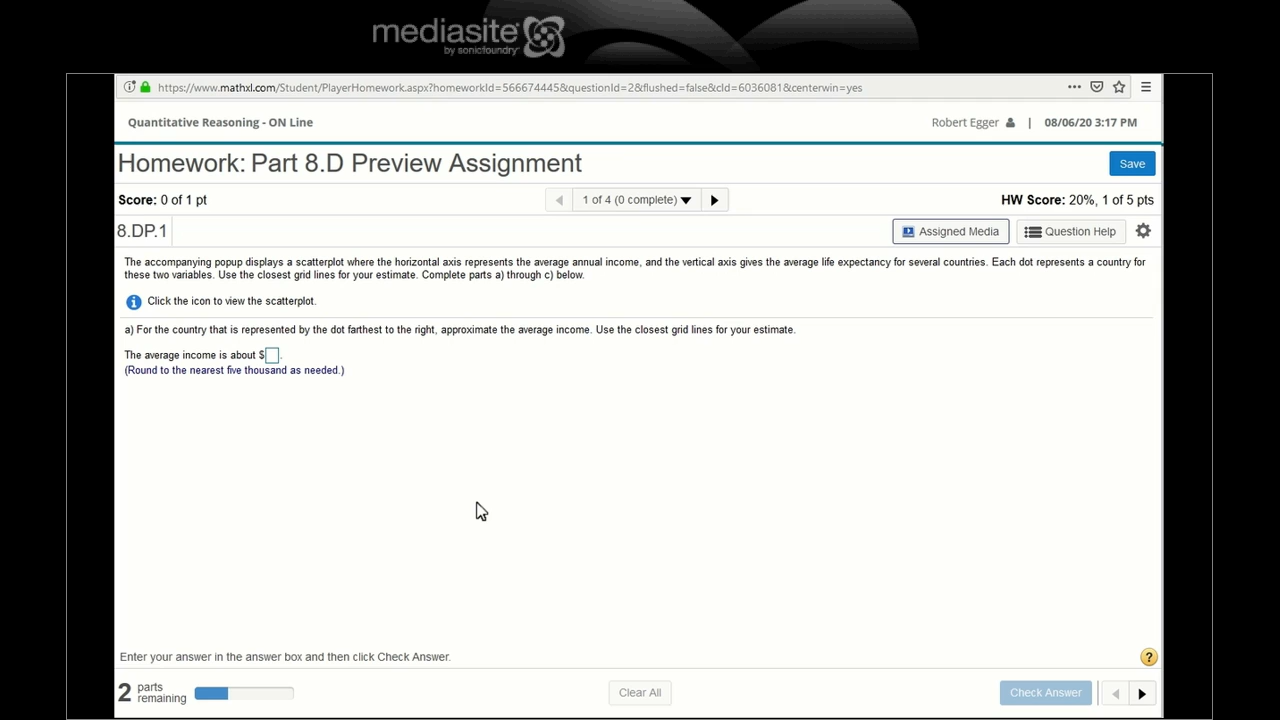 mediasite
by sonicfoundry
https://www.mathxl.com/Student/PlayerHomework.aspx?homeworkId=566674445&questionId=2&flushed=false&cId=6036081&centerwin=yes
Quantitative Reasoning - ON Line
Robert Egger | 08/06/20 3:17 PM
Homework: Part 8.D Preview Assignment
Save
Score: 0 of 1 pt
1 of 4 (0 complete)
HW Score: 20%, 1 of 5 pts
8.DP.1
Assigned Media
Question Help
The accompanying popup displays a scatterplot where the horizontal axis represents the average annual income, and the vertical axis gives the average life expectancy for several countries. Each dot represents a country for
these two variables. Use the closest grid lines for your estimate. Complete parts a) through c) below.
Click the icon to view the scatterplot.
a) For the country that is represented by the dot farthest to the right, approximate the average income. Use the closest grid lines for your estimate.
The average income is about $ .
(Round to the nearest five thousand as needed.)
Enter your answer in the answer box and then click Check Answer.
?
2 parts
remaining
Clear All
Check Answer